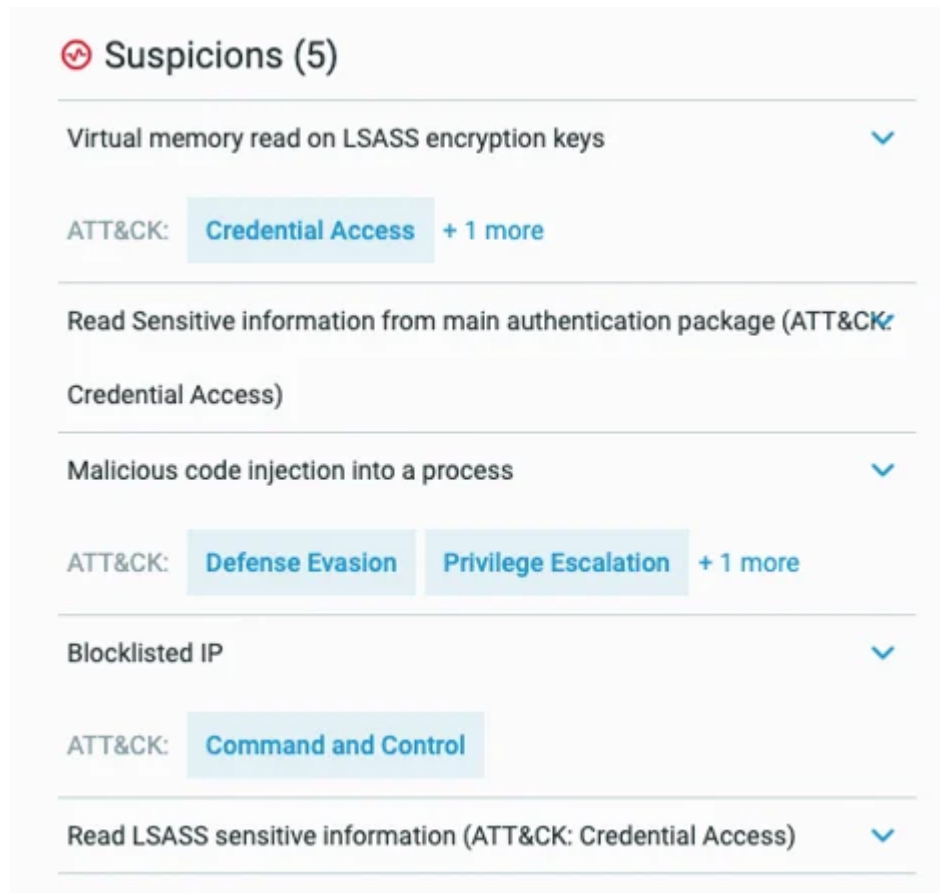 Suspicions (5)
Virtual memory read on LSASS encryption keys
ATT&CK: Credential Access + 1 more
Read Sensitive information from main authentication package (ATT&CK:
Credential Access)
Malicious code injection into a process
ATT&CK: Defense Evasion Privilege Escalation + 1 more
Blocklisted IP
ATT&CK: Command and Control
Read LSASS sensitive information (ATT&CK: Credential Access)